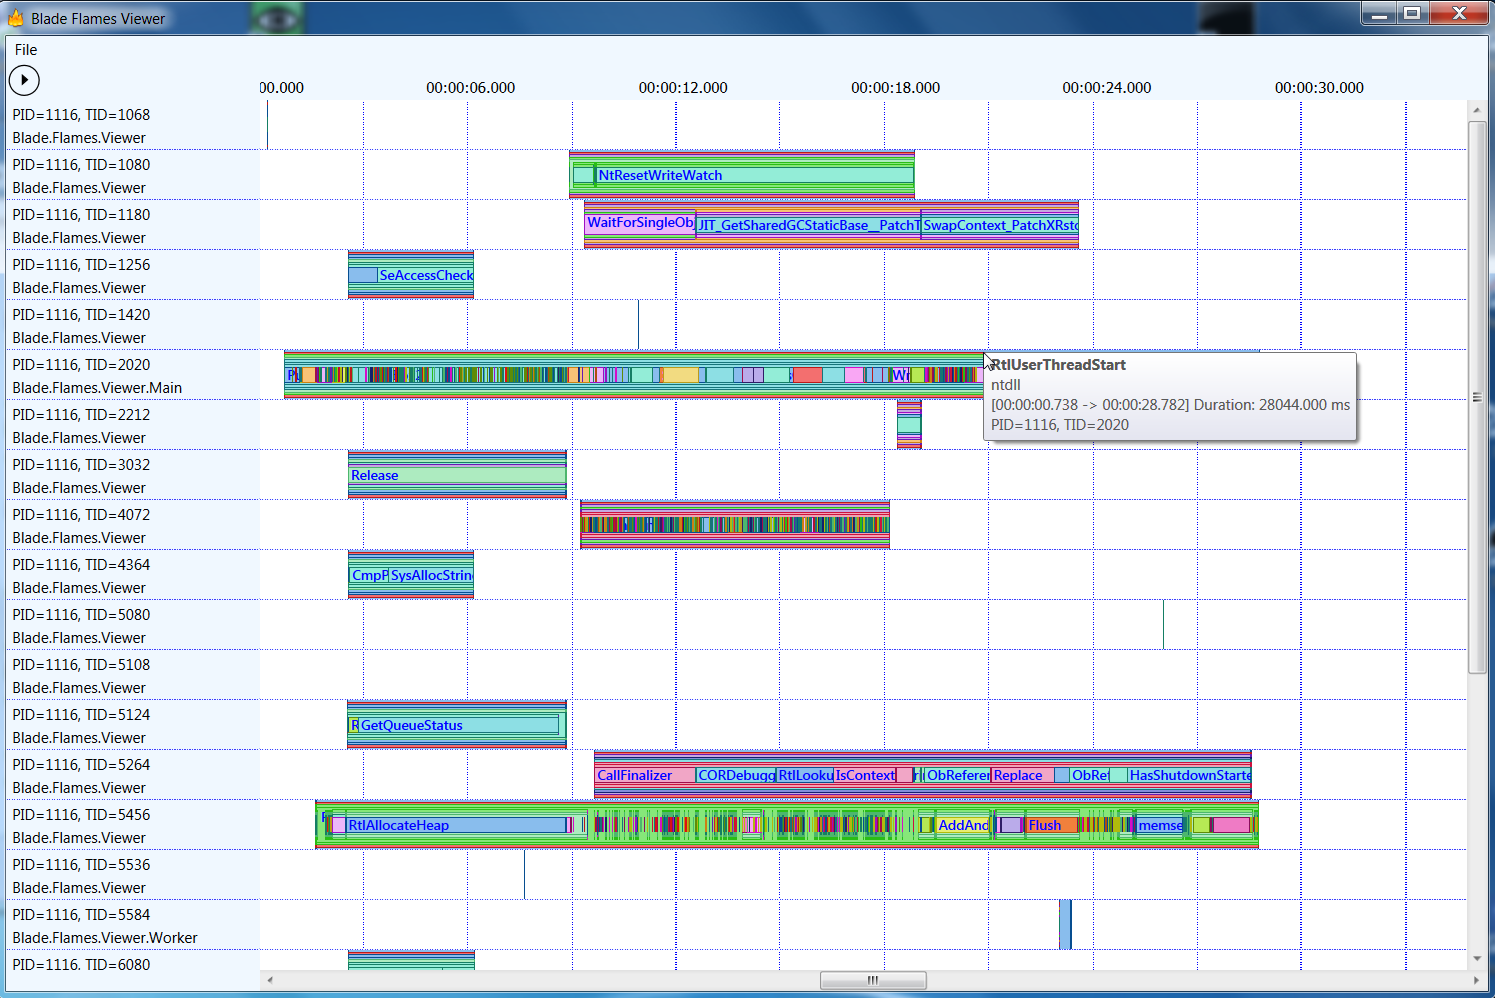 Blade Flames Viewer
File
00.000 00:00:06.000 00:00:12.000 00:00:18.000 00:00:24.000 00:00:30.000
PID=1116, TID=1068
Blade.Flames.Viewer
PID=1116, TID=1080
Blade.Flames.Viewer
NtResetWriteWatch
PID=1116, TID=1180
Blade.Flames.Viewer
WaitForSingleObj JIT_GetSharedGCStaticBase__PatchT SwapContext_PatchXRsto
PID=1116, TID=1256
Blade.Flames.Viewer
SeAccessCheck
PID=1116, TID=1420
Blade.Flames.Viewer
PID=1116, TID=2020
Blade.Flames.Viewer.Main
RtlUserThreadStart
ntdll
[00:00:00.738 -> 00:00:28.782] Duration: 28044.000 ms
PID=1116, TID=2020
PID=1116, TID=2212
Blade.Flames.Viewer
PID=1116, TID=3032
Blade.Flames.Viewer
Release
PID=1116, TID=4072
Blade.Flames.Viewer
PID=1116, TID=4364
Blade.Flames.Viewer
CmpP SysAllocString
PID=1116, TID=5080
Blade.Flames.Viewer
PID=1116, TID=5108
Blade.Flames.Viewer
PID=1116, TID=5124
Blade.Flames.Viewer
R GetQueueStatus
PID=1116, TID=5264
Blade.Flames.Viewer
CallFinalizer CORDebugg RtlLooku IsContext ObReferen Replace ObRef HasShutdownStarte
PID=1116, TID=5456
Blade.Flames.Viewer
RtlAllocateHeap AddAnd Flush memse
PID=1116, TID=5536
Blade.Flames.Viewer
PID=1116, TID=5584
Blade.Flames.Viewer.Worker
PID=1116, TID=6080